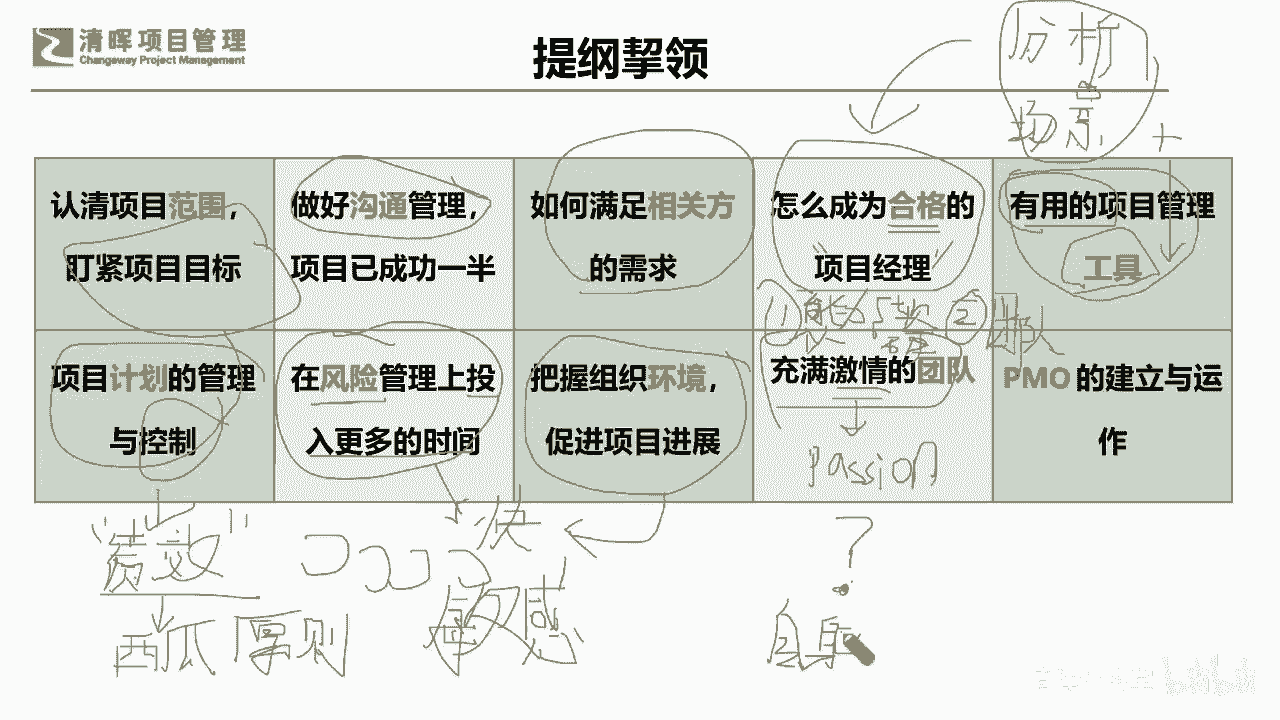 清晖项目管理
Changeway Project Management
提纲挈领
分析
场景 +
认清项目范围，
盯紧项目目标
做好沟通管理，
项目已成功一半
如何满足相关方
的需求
怎么成为合格的
“项目经理”
有用的项目管理
工具
① 能力 ② 团队
项目计划的管理
与控制
在风险管理上投
入更多的时间
把握组织环境，
促进项目进展
充满激情的团队
PMO 的建立与运
作
passion
“绩效”
快
?
西瓜 原则
敏感
自身
bilibili